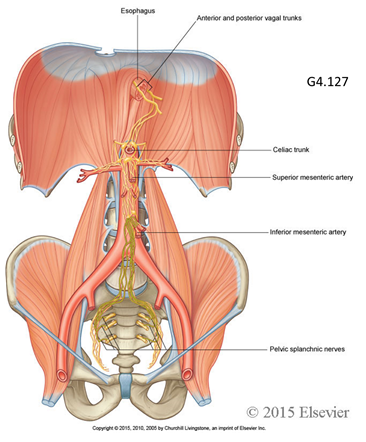 Esophagus
Anterior and posterior vagal trunks
G4.127
Celiac trunk
Superior mesenteric artery
Inferior mesenteric artery
Pelvic splanchnic nerves
© 2015 Elsevier
Copyright © 2015, 2010, 2005 by Churchill Livingstone, an imprint of Elsevier Inc.